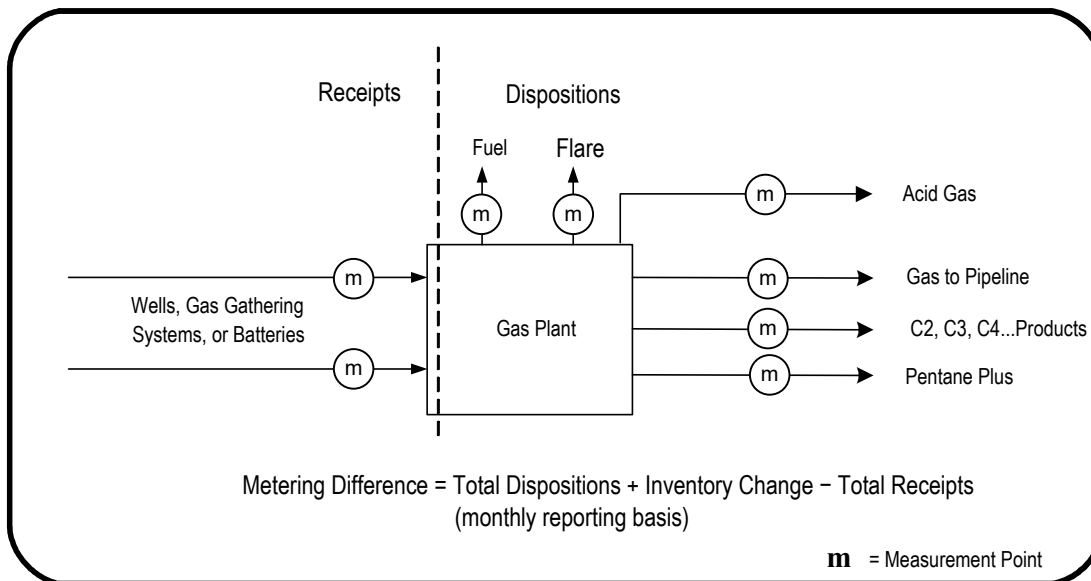 Receipts
Dispositions
Fuel
Flare
m
m
m
Acid Gas
m
m
Gas to Pipeline
Wells, Gas Gathering
Systems, or Batteries
Gas Plant
m
C2, C3, C4...Products
m
m
Pentane Plus
Metering Difference = Total Dispositions + Inventory Change − Total Receipts
(monthly reporting basis)
m = Measurement Point